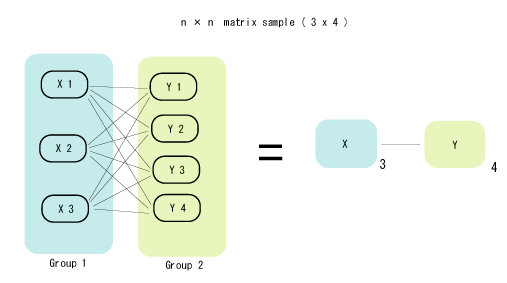 n × n matrix sample ( 3 x 4 )
X 1
Y 1
Y 2
X 2
Y 3
X 3
Y 4
Group 1
Group 2
=
X
3
Y
4